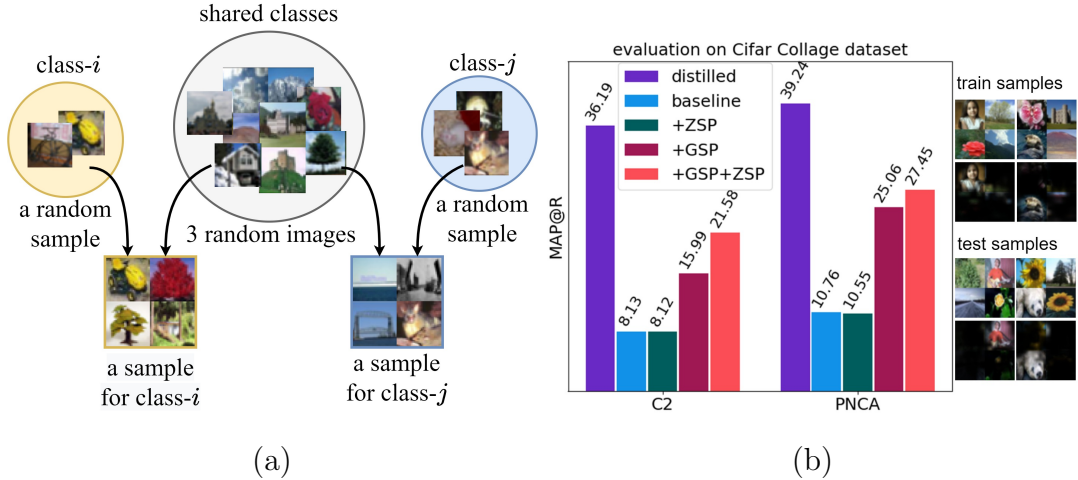 shared classes
class-i
class-j
a random
sample
3 random images
a random
sample
a sample
for class-i
a sample
for class-j
(a)
evaluation on Cifar Collage dataset
MAP@R
distilled
baseline
+ZSP
+GSP
+GSP+ZSP
36.19
8.13
8.12
15.99
21.58
39.24
10.76
10.55
25.06
27.45
C2
PNCA
train samples
test samples
(b)